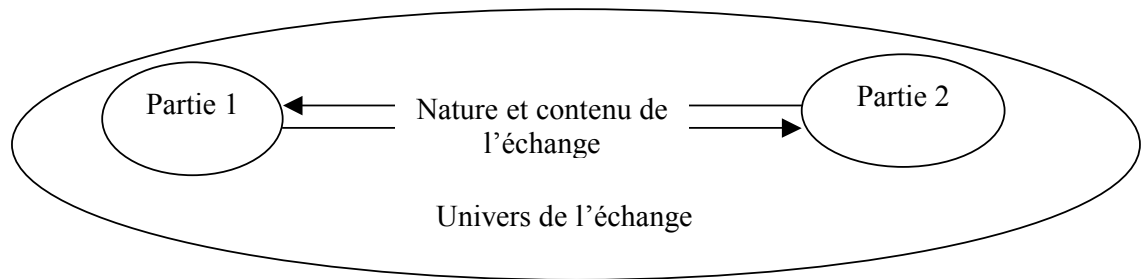 Partie 1
Nature et contenu de
l’échange
Partie 2
Univers de l’échange